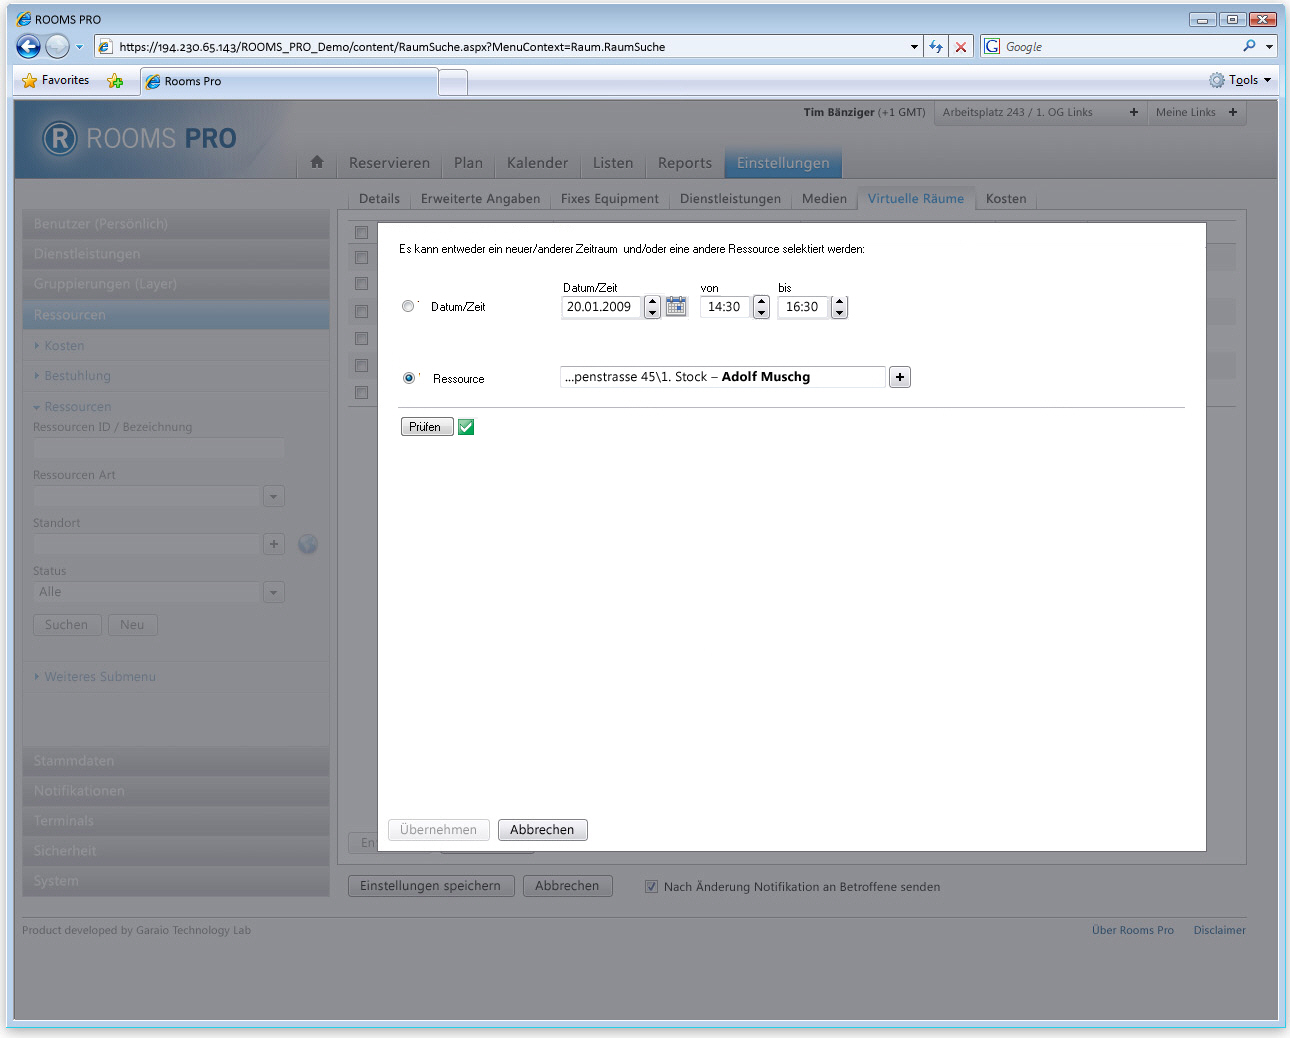 ROOMS PRO
https://194.230.65.143/ROOMS_PRO_Demo/content/RaumSuche.aspx?MenuContext=Raum.RaumSuche
Google
Favorites
Rooms Pro
Tools
Tim Bänziger (+1 GMT)
Arbeitsplatz 243 / 1. OG Links +
Meine Links +
R ROOMS PRO
Reservieren
Plan
Kalender
Listen
Reports
Einstellungen
Details
Erweiterte Angaben
Fixes Equipment
Dienstleistungen
Medien
Virtuelle Räume
Kosten
Benutzer (Persönlich)
Dienstleistungen
Gruppierungen (Layer)
Ressourcen
Kosten
Bestuhlung
Ressourcen
Ressourcen ID / Bezeichnung
Ressourcen Art
Standort
+
Status
Alle
Suchen
Neu
Weiteres Submenu
Stammdaten
Notifikationen
Terminals
Sicherheit
System
Es kann entweder ein neuer/anderer Zeitraum und/oder eine andere Ressource selektiert werden:
Datum/Zeit
von
bis
Datum/Zeit
20.01.2009
14:30
16:30
Ressource
...penstrasse 45\1. Stock – Adolf Muschg
+
Prüfen
Übernehmen
Abbrechen
En
Einstellungen speichern
Abbrechen
Nach Änderung Notifikation an Betroffene senden
Product developed by Garaio Technology Lab
Über Rooms Pro
Disclaimer